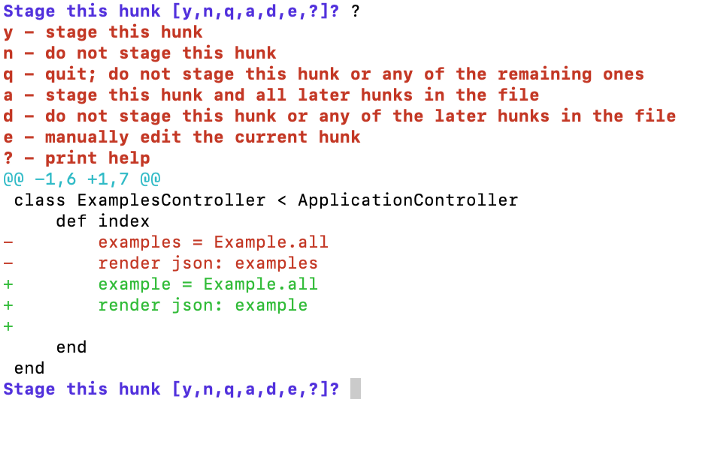 Stage this hunk [y,n,q,a,d,e,?]? ?
y - stage this hunk
n - do not stage this hunk
q - quit; do not stage this hunk or any of the remaining ones
a - stage this hunk and all later hunks in the file
d - do not stage this hunk or any of the later hunks in the file
e - manually edit the current hunk
? - print help
@@ -1,6 +1,7 @@
 class ExamplesController < ApplicationController
     def index
-        examples = Example.all
-        render json: examples
+        example = Example.all
+        render json: example
+
     end
 end
Stage this hunk [y,n,q,a,d,e,?]?